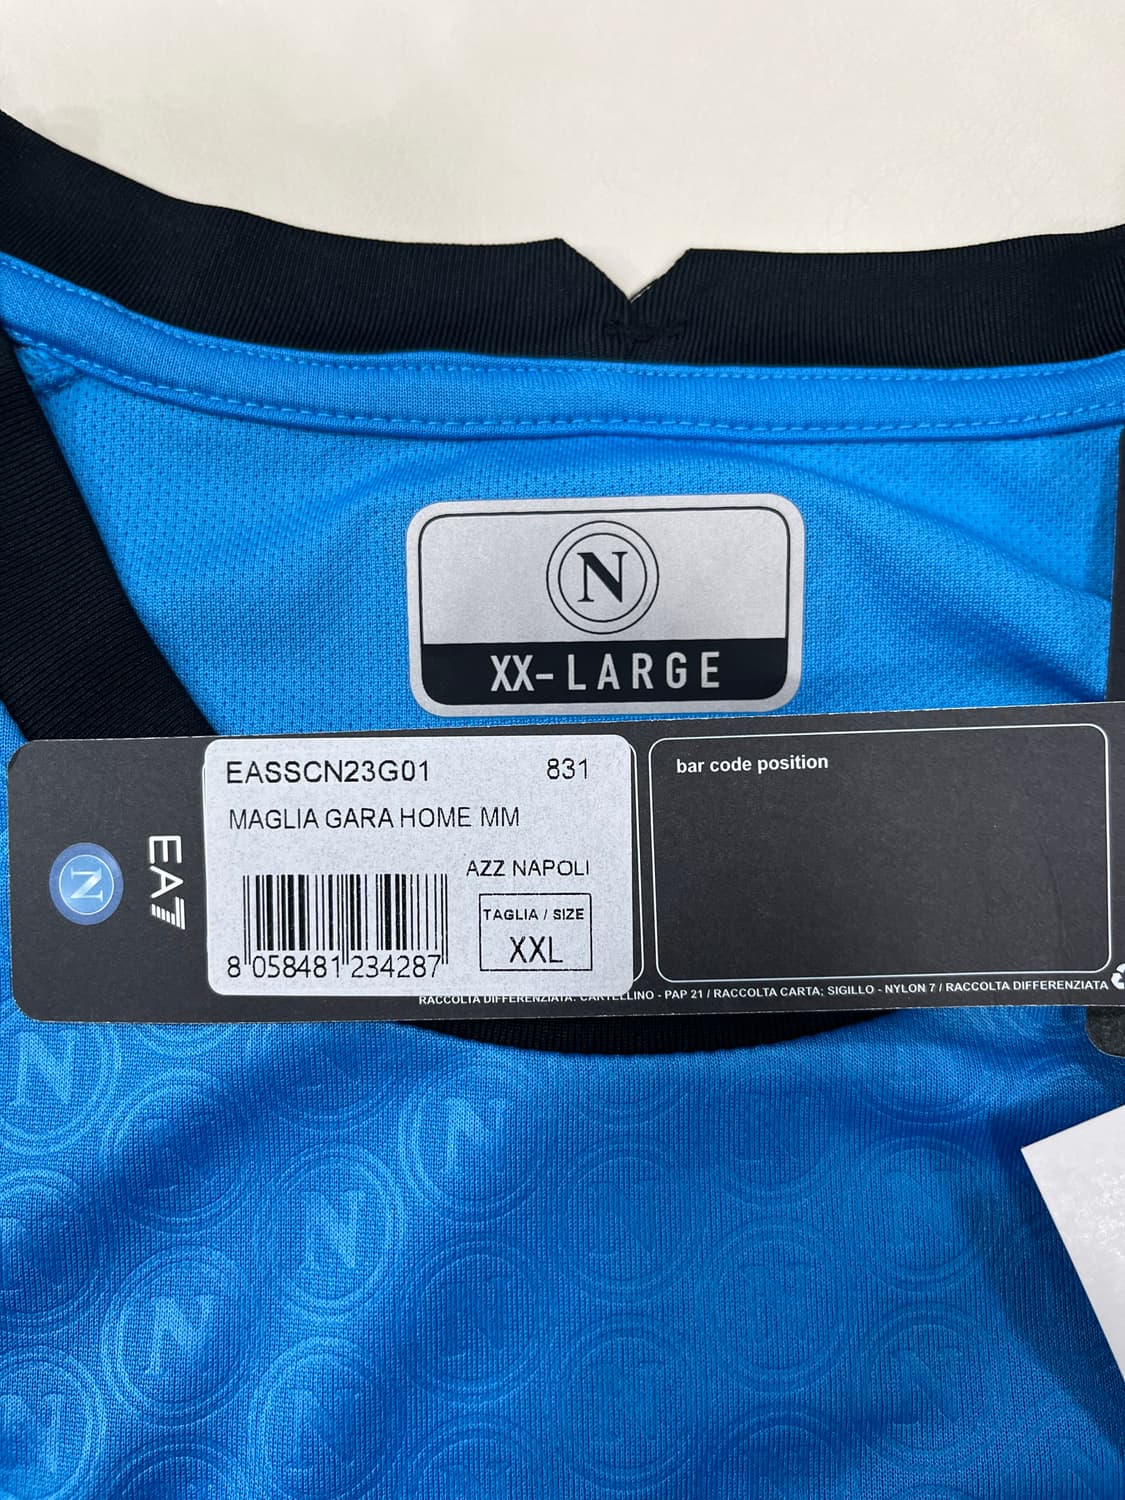 N
XX-LARGE
EASSCN23G01 831
MAGLIA GARA HOME MM
AZZ NAPOLI
TAGLIA / SIZE
XXL
8 058481 234287
EA7
N
bar code position
RACCOLTA DIFFERENZIATA: CARTELLINO - PAP 21 / RACCOLTA CARTA; SIGILLO - NYLON 7 / RACCOLTA DIFFERENZIATA
N
N
N
N